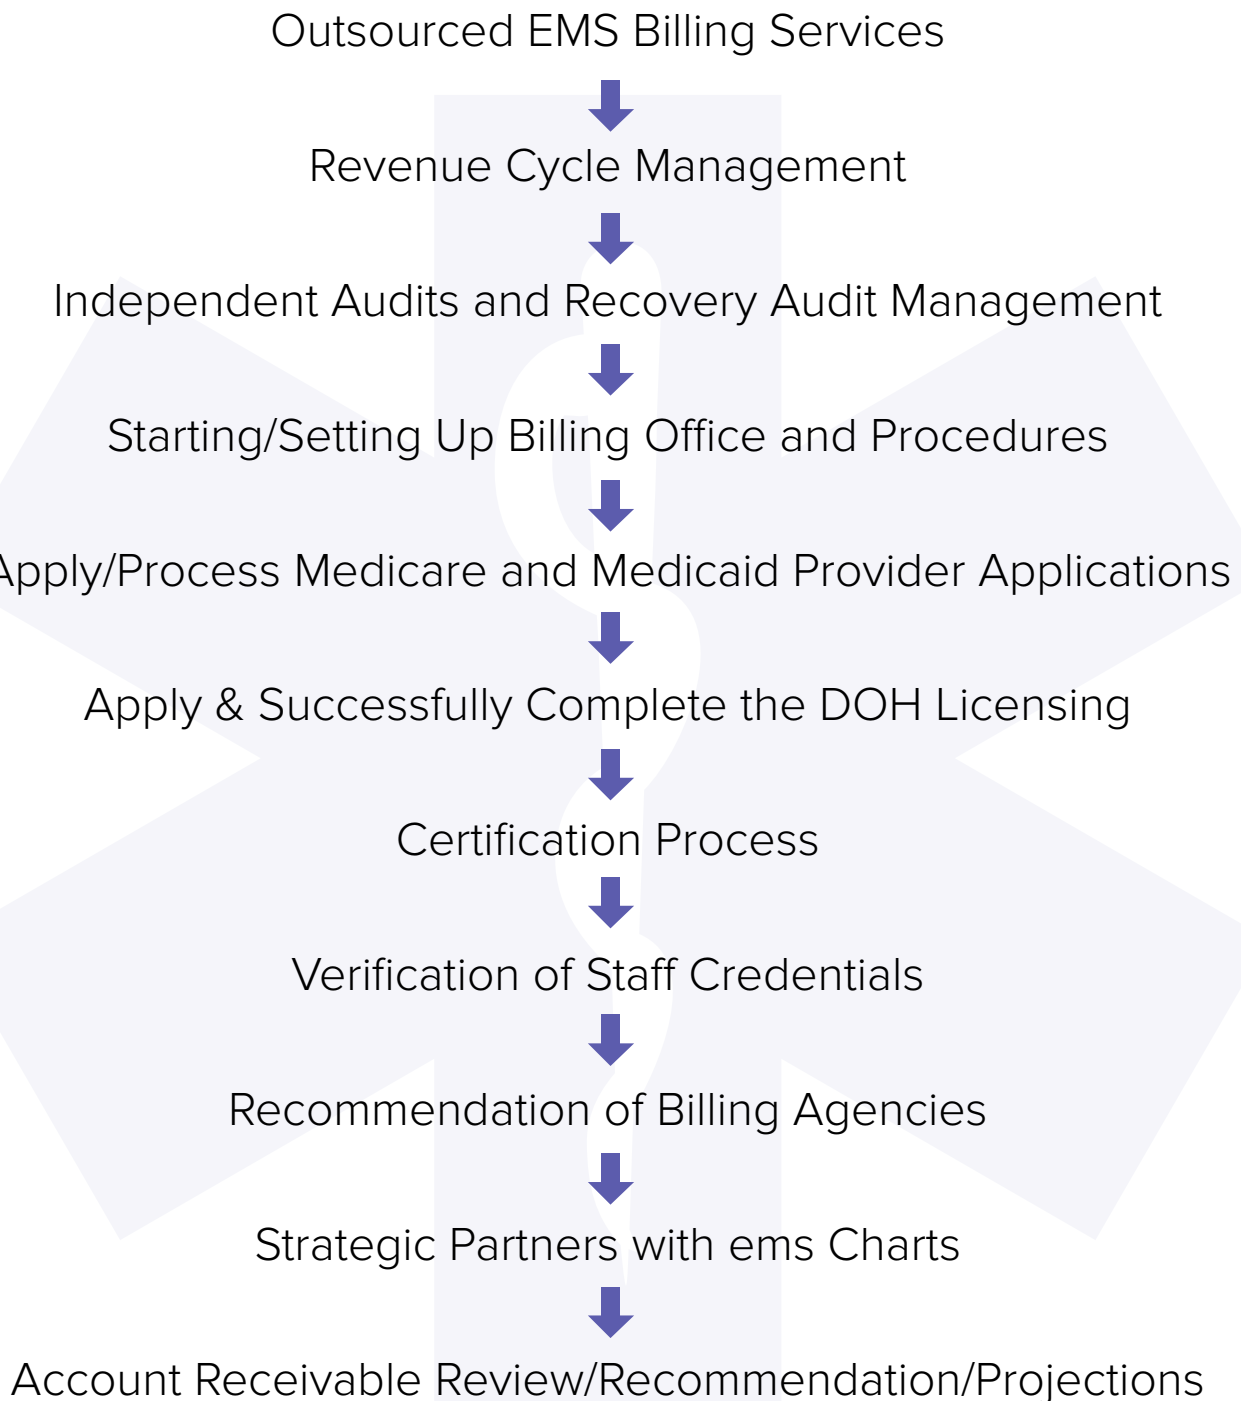 Outsourced EMS Billing Services
Revenue Cycle Management
Independent Audits and Recovery Audit Management
Starting/Setting Up Billing Office and Procedures
Apply/Process Medicare and Medicaid Provider Applications
Apply & Successfully Complete the DOH Licensing
Certification Process
Verification of Staff Credentials
Recommendation of Billing Agencies
Strategic Partners with ems Charts
Account Receivable Review/Recommendation/Projections